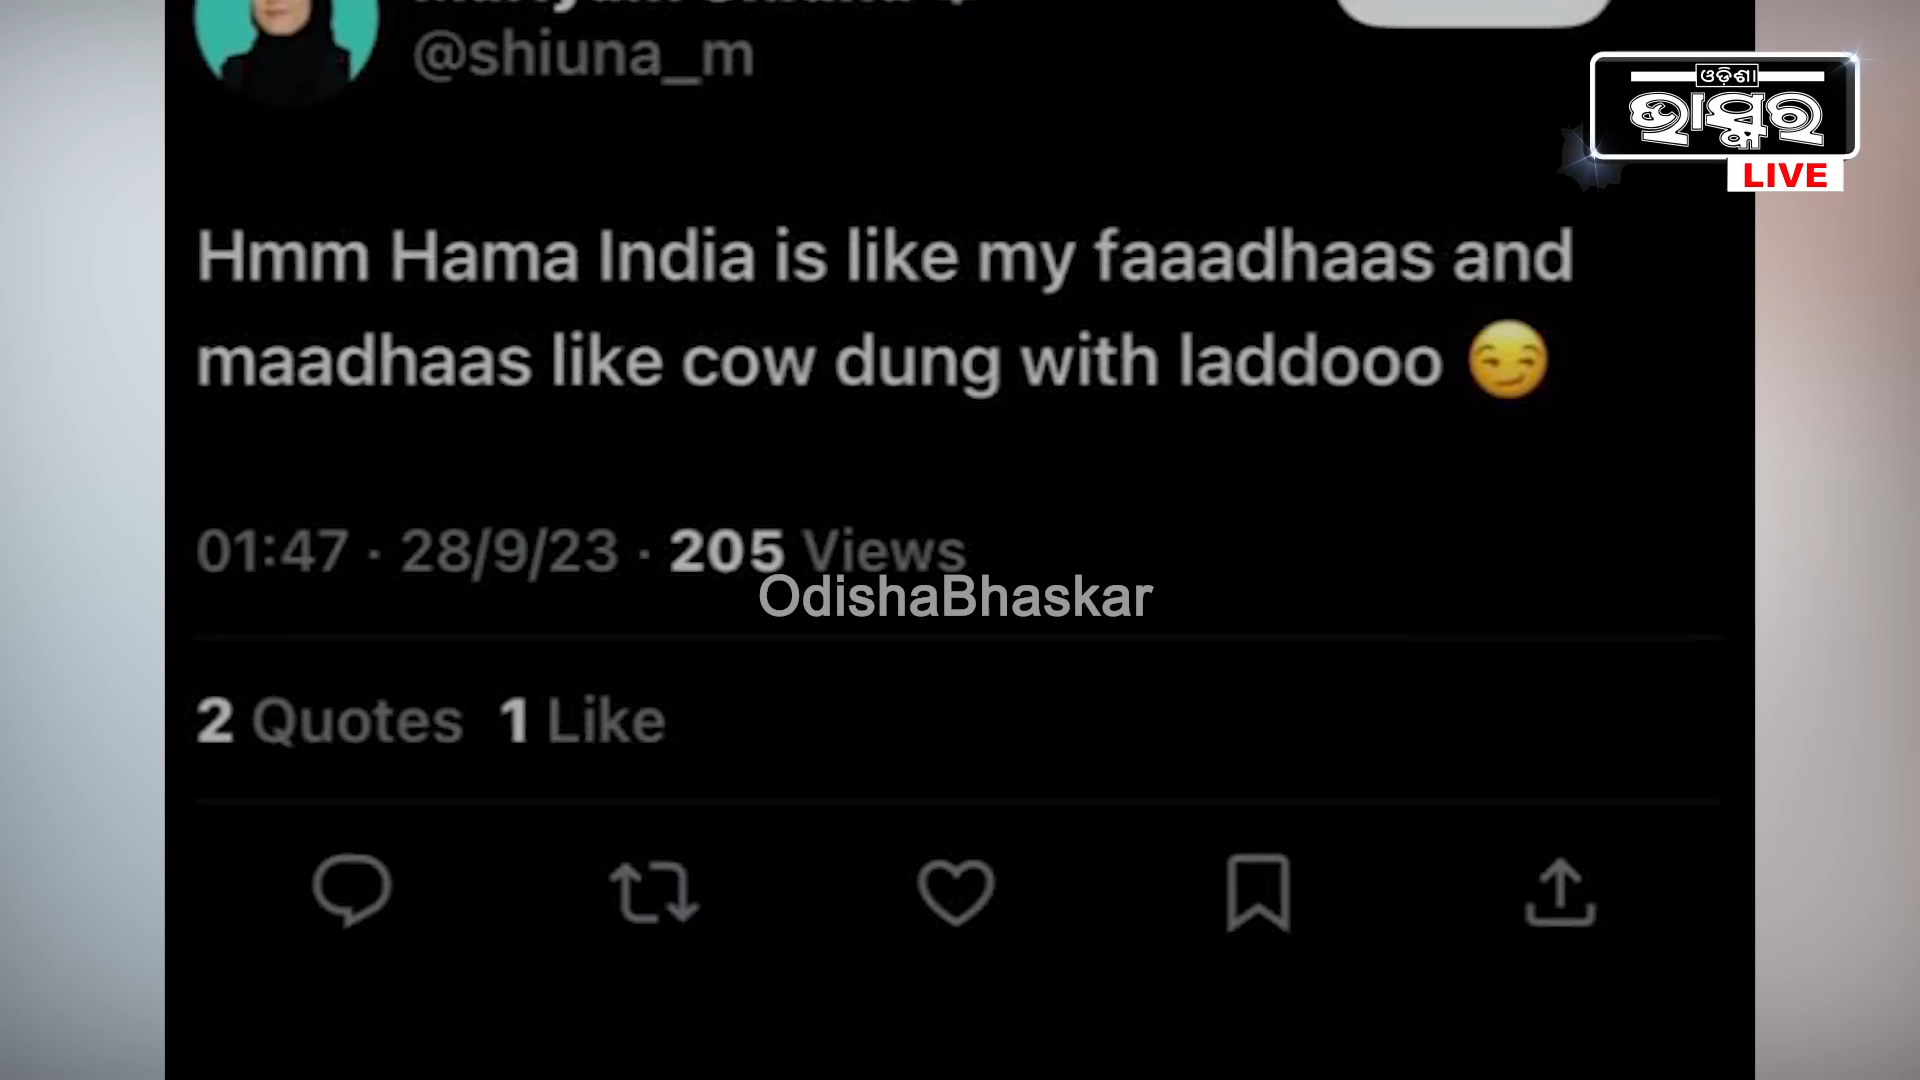 @shiuna_m
ଓଡ଼ିଶା
ଭାସ୍କର
LIVE
Hmm Hama India is like my faaadhaas and
maadhaas like cow dung with laddooo 😏
01:47 · 28/9/23 · 205 Views
OdishaBhaskar
2 Quotes 1 Like